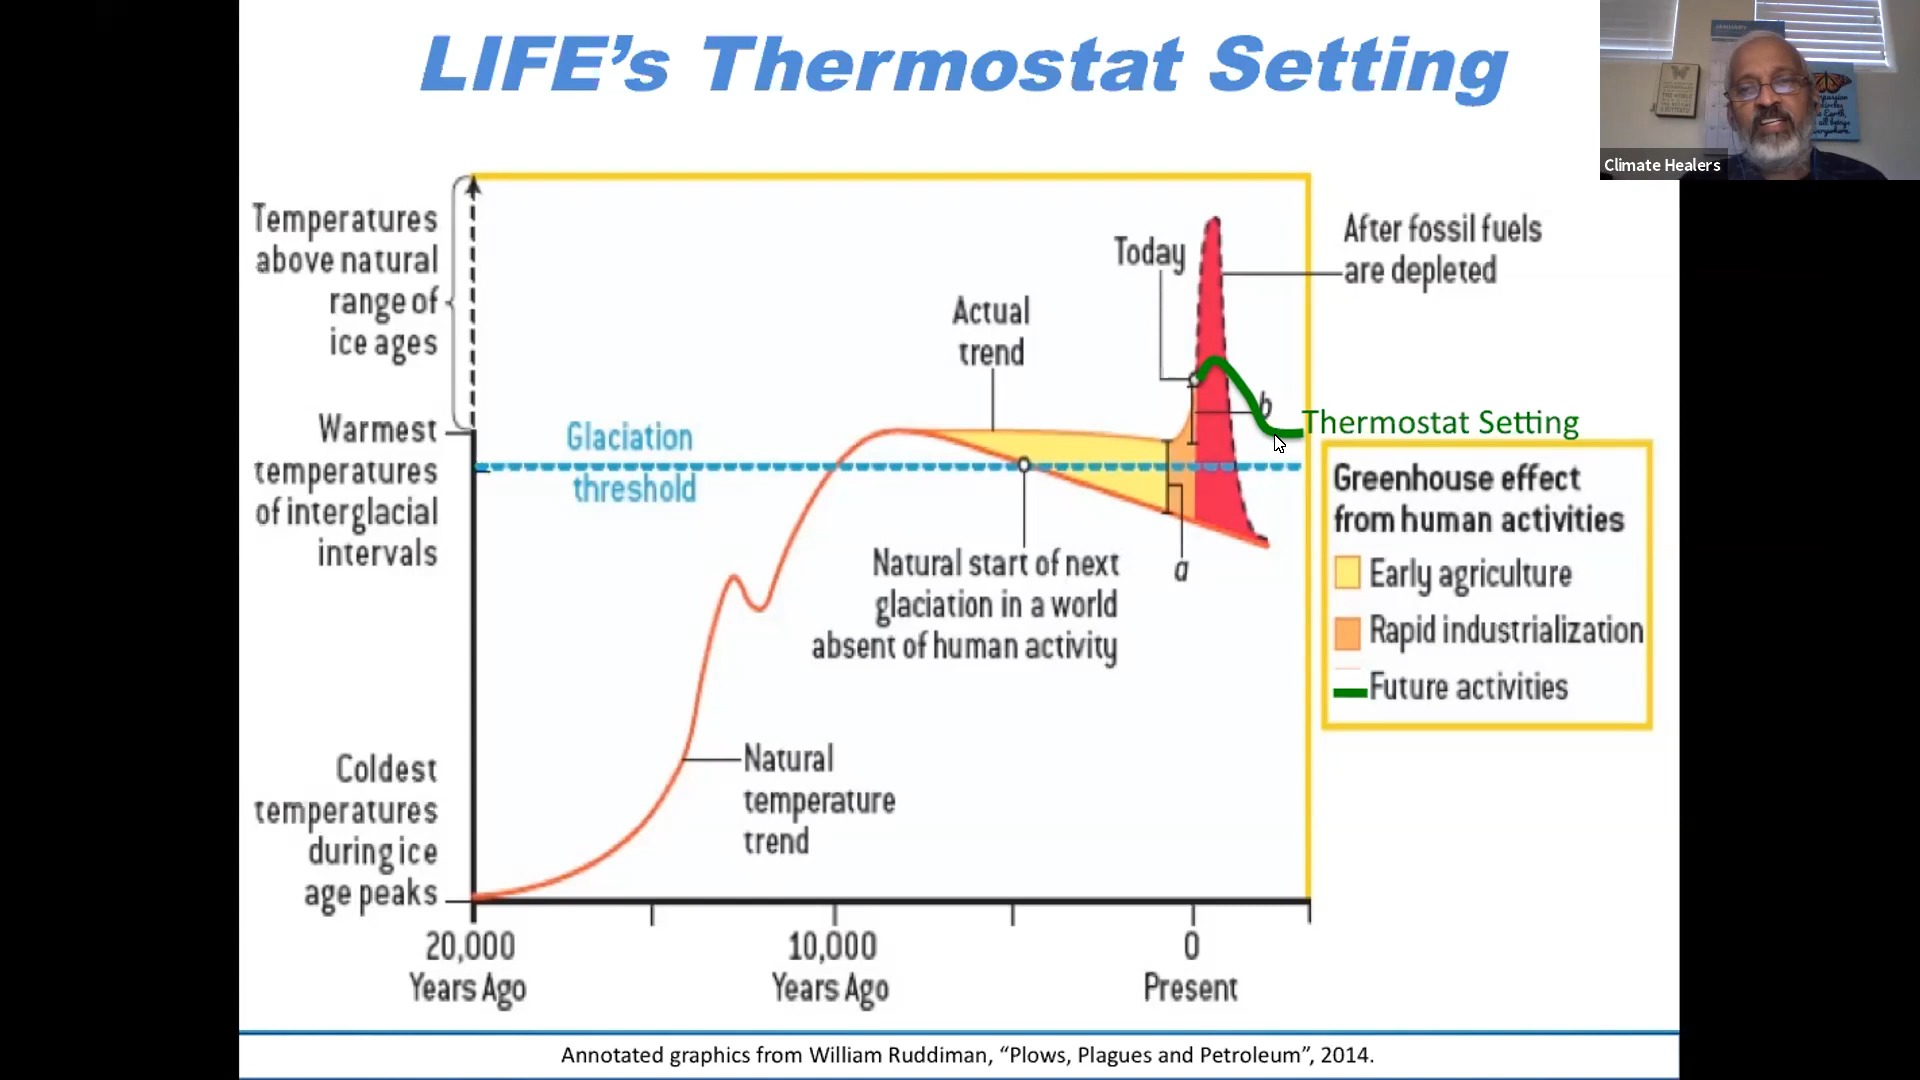 LIFE's Thermostat Setting
Climate Healers
Temperatures
above natural
range of
ice ages
Today
After fossil fuels
are depleted
Actual
trend
b
Thermostat Setting
Warmest
temperatures
of interglacial
intervals
Glaciation
threshold
Natural start of next
glaciation in a world
absent of human activity
a
Greenhouse effect
from human activities
Early agriculture
Rapid industrialization
Future activities
Natural
temperature
trend
Coldest
temperatures
during ice
age peaks
20,000
Years Ago
10,000
Years Ago
0
Present
Annotated graphics from William Ruddiman, “Plows, Plagues and Petroleum”, 2014.